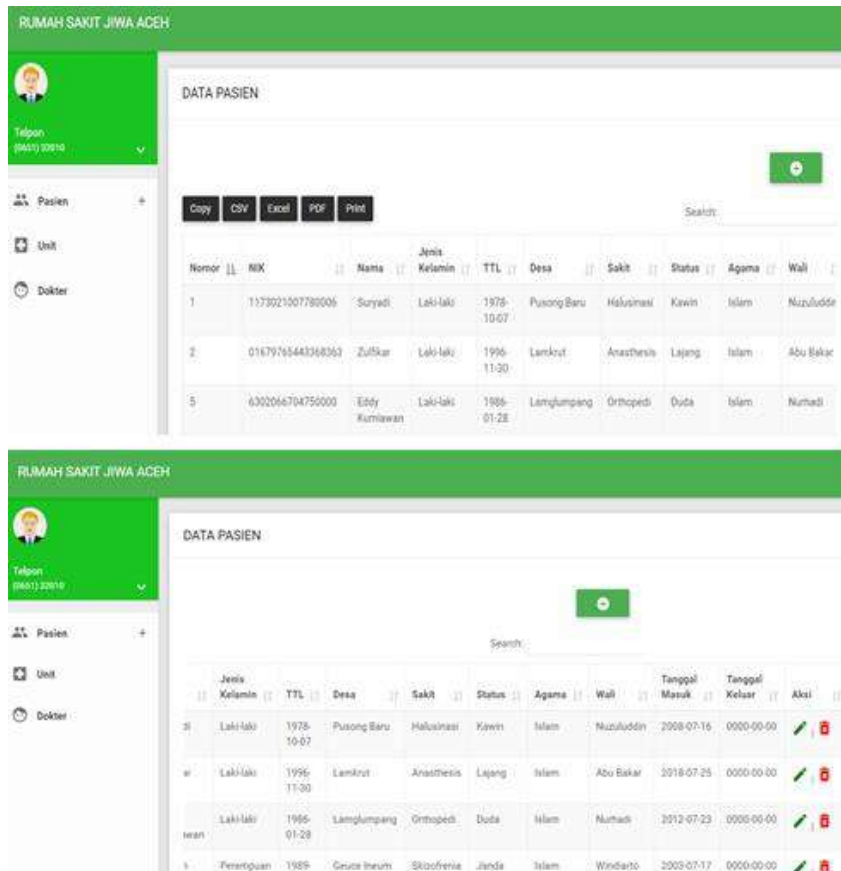 RUMAH SAKIT JIWA ACEH
Telpon
(0651) 32010
Pasien +
Unit
Dokter
DATA PASIEN
Copy CSV Excel PDF Print
Search:
Nomor NIK Nama Jenis Kelamin TTL Desa Sakit Status Agama Wali
1 1173021007780006 Suryadi Laki-laki 1978-10-07 Pusong Baru Halusinasi Kawin Islam Nuzuluddin
2 01679765443368363 Zulfikar Laki-laki 1996-11-30 Lamkrut Anasthesis Lajang Islam Abu Bakar
5 6302066704750000 Eddy Kurniawan Laki-laki 1986-01-28 Lamglumpang Orthopedi Duda Islam Nurhadi
RUMAH SAKIT JIWA ACEH
Telpon
(0651) 32010
Pasien +
Unit
Dokter
DATA PASIEN
Search:
Jenis Kelamin TTL Desa Sakit Status Agama Wali Tanggal Masuk Tanggal Keluar Aksi
Laki-laki 1978-10-07 Pusong Baru Halusinasi Kawin Islam Nuzuluddin 2008-07-16 0000-00-00
Laki-laki 1996-11-30 Lamkrut Anasthesis Lajang Islam Abu Bakar 2018-07-25 0000-00-00
Laki-laki 1986-01-28 Lamglumpang Orthopedi Duda Islam Nurhadi 2012-07-23 0000-00-00
Perempuan 1989- Geuce Ineum Skizofrenia Janda Islam Windiarto 2003-07-17 0000-00-00